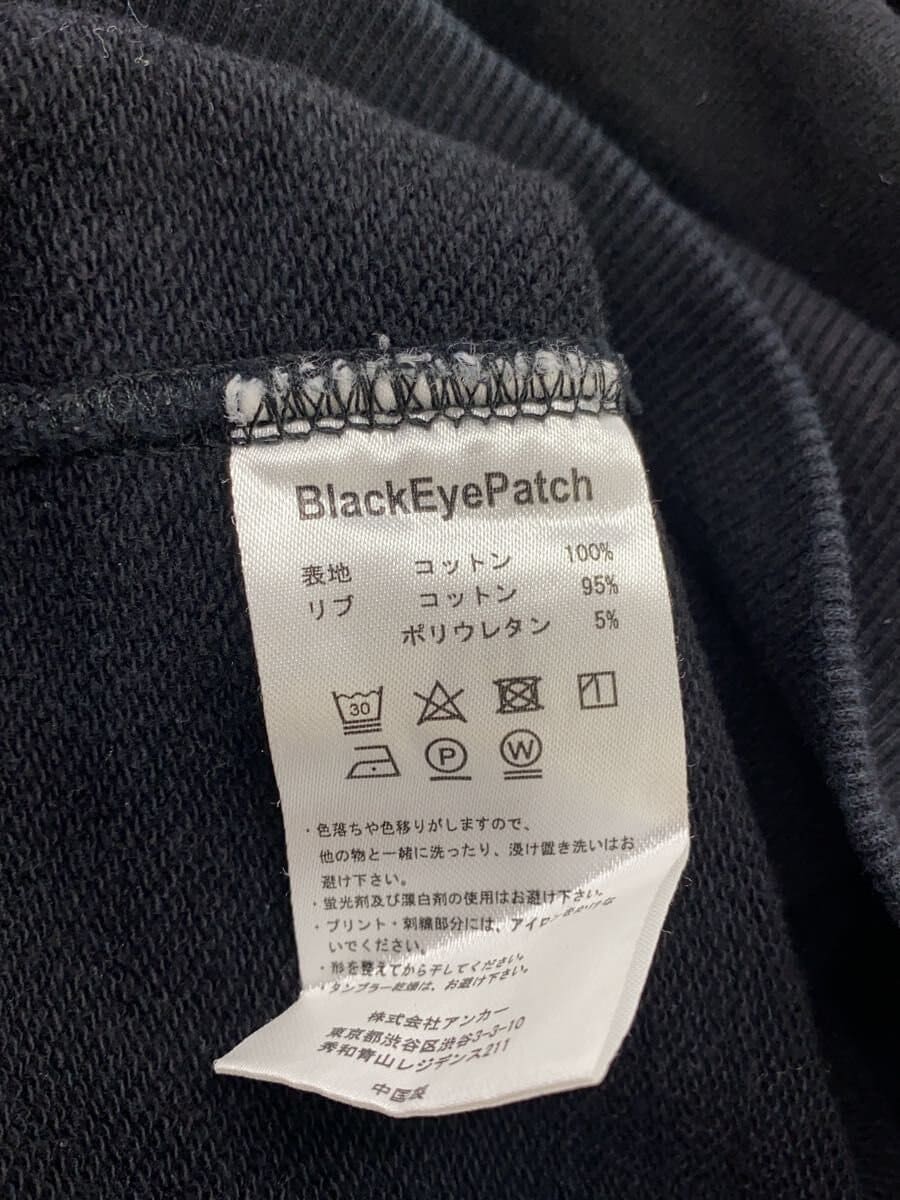 BlackEyePatch
表地 コットン 100%
リブ コットン 95%
ポリウレタン 5%
30
P W
・色落ちや色移りがしますので、
他の物と一緒に洗ったり、浸け置き洗いはお
避け下さい。
・蛍光剤及び漂白剤の使用はお避け下さい。
・プリント・刺繍部分には、アイロンをかけな
いでください。
・形を整えてから干してください。
・タンブラー乾燥は、お避け下さい。
株式会社アンカー
東京都渋谷区渋谷3-3-10
秀和青山レジデンス211
中国製